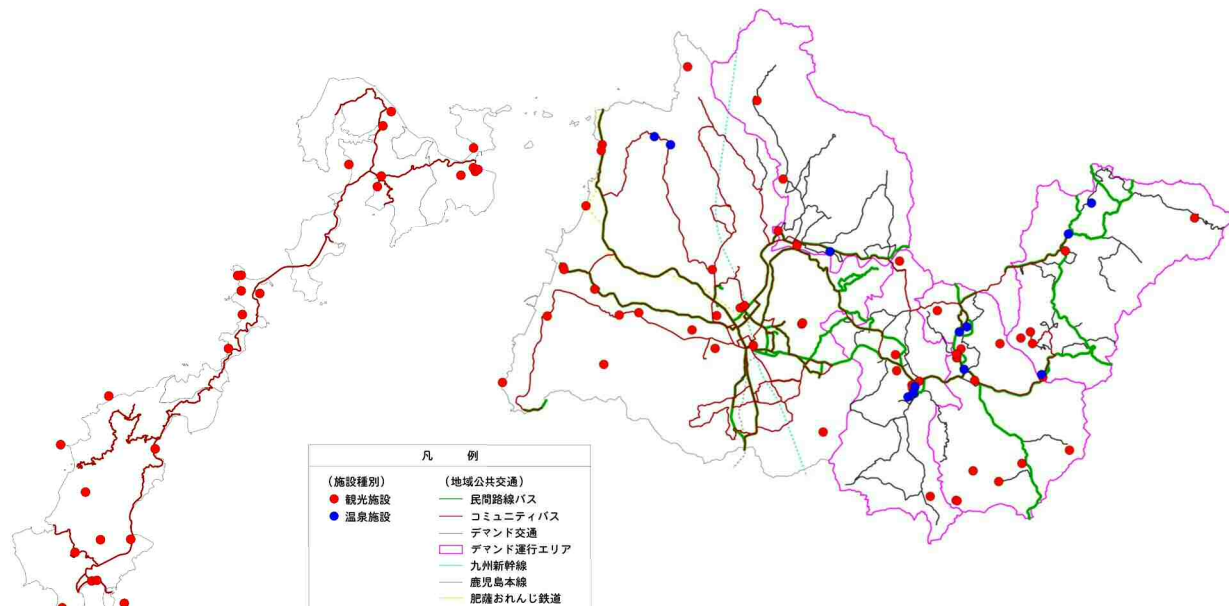 凡 例
(施設種別)
観光施設
温泉施設
(地域公共交通)
民間路線バス
コミュニティバス
デマンド交通
デマンド運行エリア
九州新幹線
鹿児島本線
肥薩おれんじ鉄道